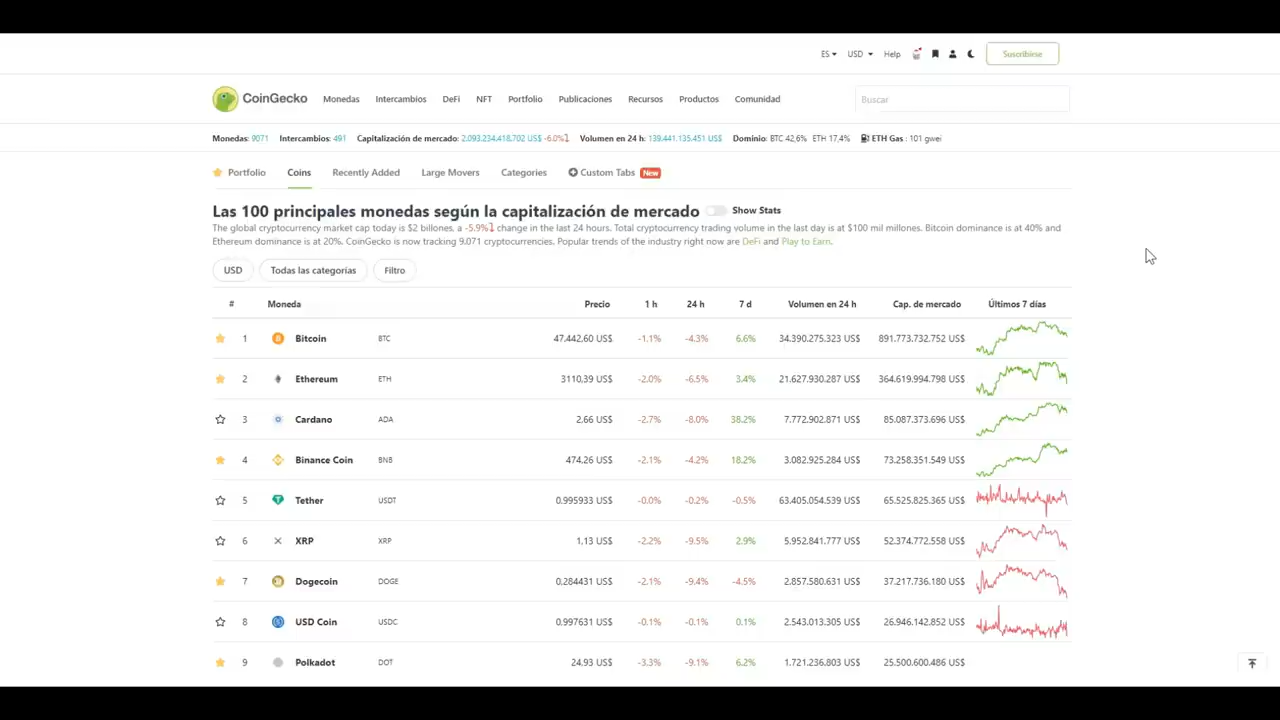 ES USD Help Suscribirse
CoinGecko Monedas Intercambios DeFi NFT Portfolio Publicaciones Recursos Productos Comunidad Buscar
Monedas: 9071 Intercambios: 491 Capitalización de mercado: 2.093.234.418.702 US$ -6.0% Volumen en 24 h: 139.441.135.451 US$ Dominio: BTC 42,6% ETH 17,4% ETH Gas : 101 gwei
Portfolio Coins Recently Added Large Movers Categories Custom Tabs New
Las 100 principales monedas según la capitalización de mercado Show Stats
The global cryptocurrency market cap today is $2 billones, a -5.9% change in the last 24 hours. Total cryptocurrency trading volume in the last day is at $100 mil millones. Bitcoin dominance is at 40% and
Ethereum dominance is at 20%. CoinGecko is now tracking 9.071 cryptocurrencies. Popular trends of the industry right now are DeFi and Play to Earn.
USD Todas las categorías Filtro
# Moneda Precio 1 h 24 h 7 d Volumen en 24 h Cap. de mercado Últimos 7 días
1 Bitcoin BTC 47,442.60 US$ -1.1% -4.3% 6.6% 34.390.275.323 US$ 891.773.732.752 US$
2 Ethereum ETH 3110,39 US$ -2.0% -6.5% 3.4% 21.627.930.287 US$ 364.619.994.798 US$
3 Cardano ADA 2,66 US$ -2.7% -8.0% 38.2% 7.772.902.871 US$ 85.087.373.696 US$
4 Binance Coin BNB 474.26 US$ -2.1% -4.2% 18.2% 3.082.925.284 US$ 73.258.351.549 US$
5 Tether USDT 0.995933 US$ -0.0% -0.2% -0.5% 63.405.054.539 US$ 65.525.825.365 US$
6 XRP XRP 1,13 US$ -2.2% -9.5% 2.9% 5.952.841.777 US$ 52.374.772.558 US$
7 Dogecoin DOGE 0,284431 US$ -2.1% -9.4% -4.5% 2.857.580.631 US$ 37.217.736.180 US$
8 USD Coin USDC 0.997631 US$ -0.1% -0.1% 0.1% 2.543.013.305 US$ 26.946.142.852 US$
9 Polkadot DOT 24.93 US$ -3.3% -9.1% 6.2% 1.721.236.803 US$ 25.500.600.486 US$